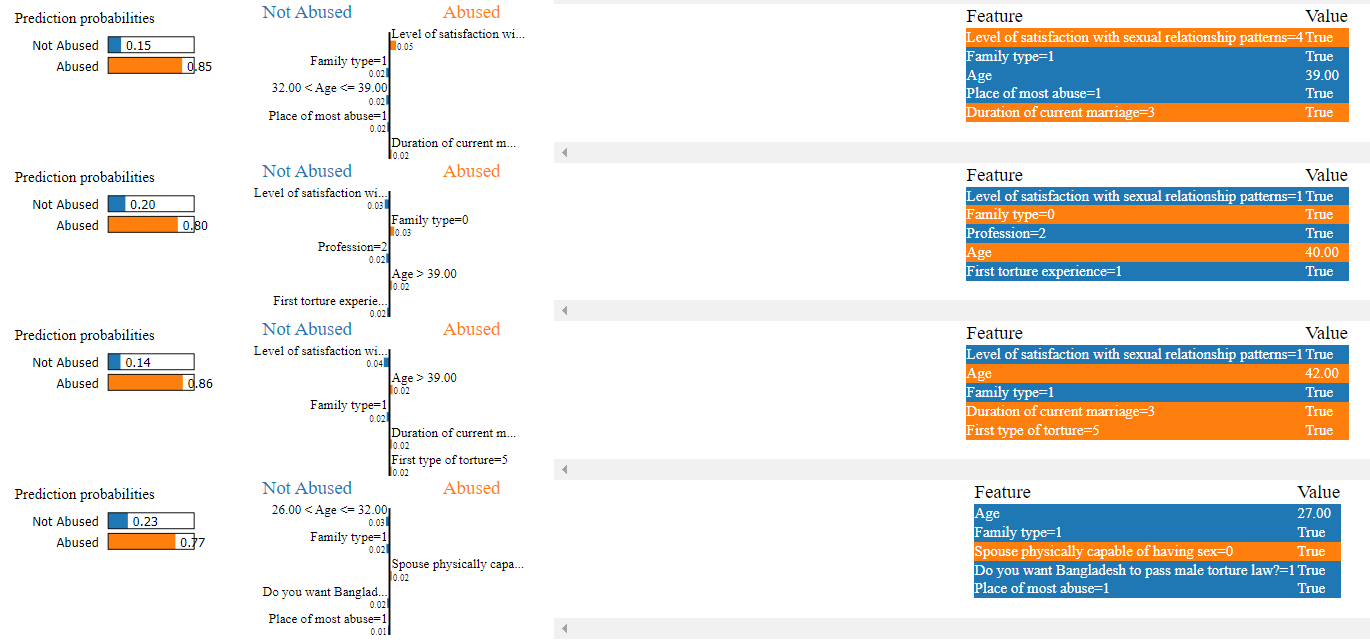 Prediction probabilities
Not Abused 0.15
Abused 0.85
Not Abused Abused
Level of satisfaction wi...
0.05
Family type=1
0.02
32.00 < Age <= 39.00
0.02
Place of most abuse=1
0.02
Duration of current m...
0.02
Feature Value
Level of satisfaction with sexual relationship patterns=4 True
Family type=1 True
Age 39.00
Place of most abuse=1 True
Duration of current marriage=3 True
Prediction probabilities
Not Abused 0.20
Abused 0.80
Not Abused Abused
Level of satisfaction wi...
0.03
Family type=0
0.03
Profession=2
0.02
Age > 39.00
0.02
First torture experie...
0.02
Feature Value
Level of satisfaction with sexual relationship patterns=1 True
Family type=0 True
Profession=2 True
Age 40.00
First torture experience=1 True
Prediction probabilities
Not Abused 0.14
Abused 0.86
Not Abused Abused
Level of satisfaction wi...
0.04
Age > 39.00
0.02
Family type=1
0.02
Duration of current m...
0.02
First type of torture=5
0.02
Feature Value
Level of satisfaction with sexual relationship patterns=1 True
Age 42.00
Family type=1 True
Duration of current marriage=3 True
First type of torture=5 True
Prediction probabilities
Not Abused 0.23
Abused 0.77
Not Abused Abused
26.00 < Age <= 32.00
0.03
Family type=1
0.02
Spouse physically capa...
0.02
Do you want Banglad...
0.02
Place of most abuse=1
0.01
Feature Value
Age 27.00
Family type=1 True
Spouse physically capable of having sex=0 True
Do you want Bangladesh to pass male torture law?=1 True
Place of most abuse=1 True